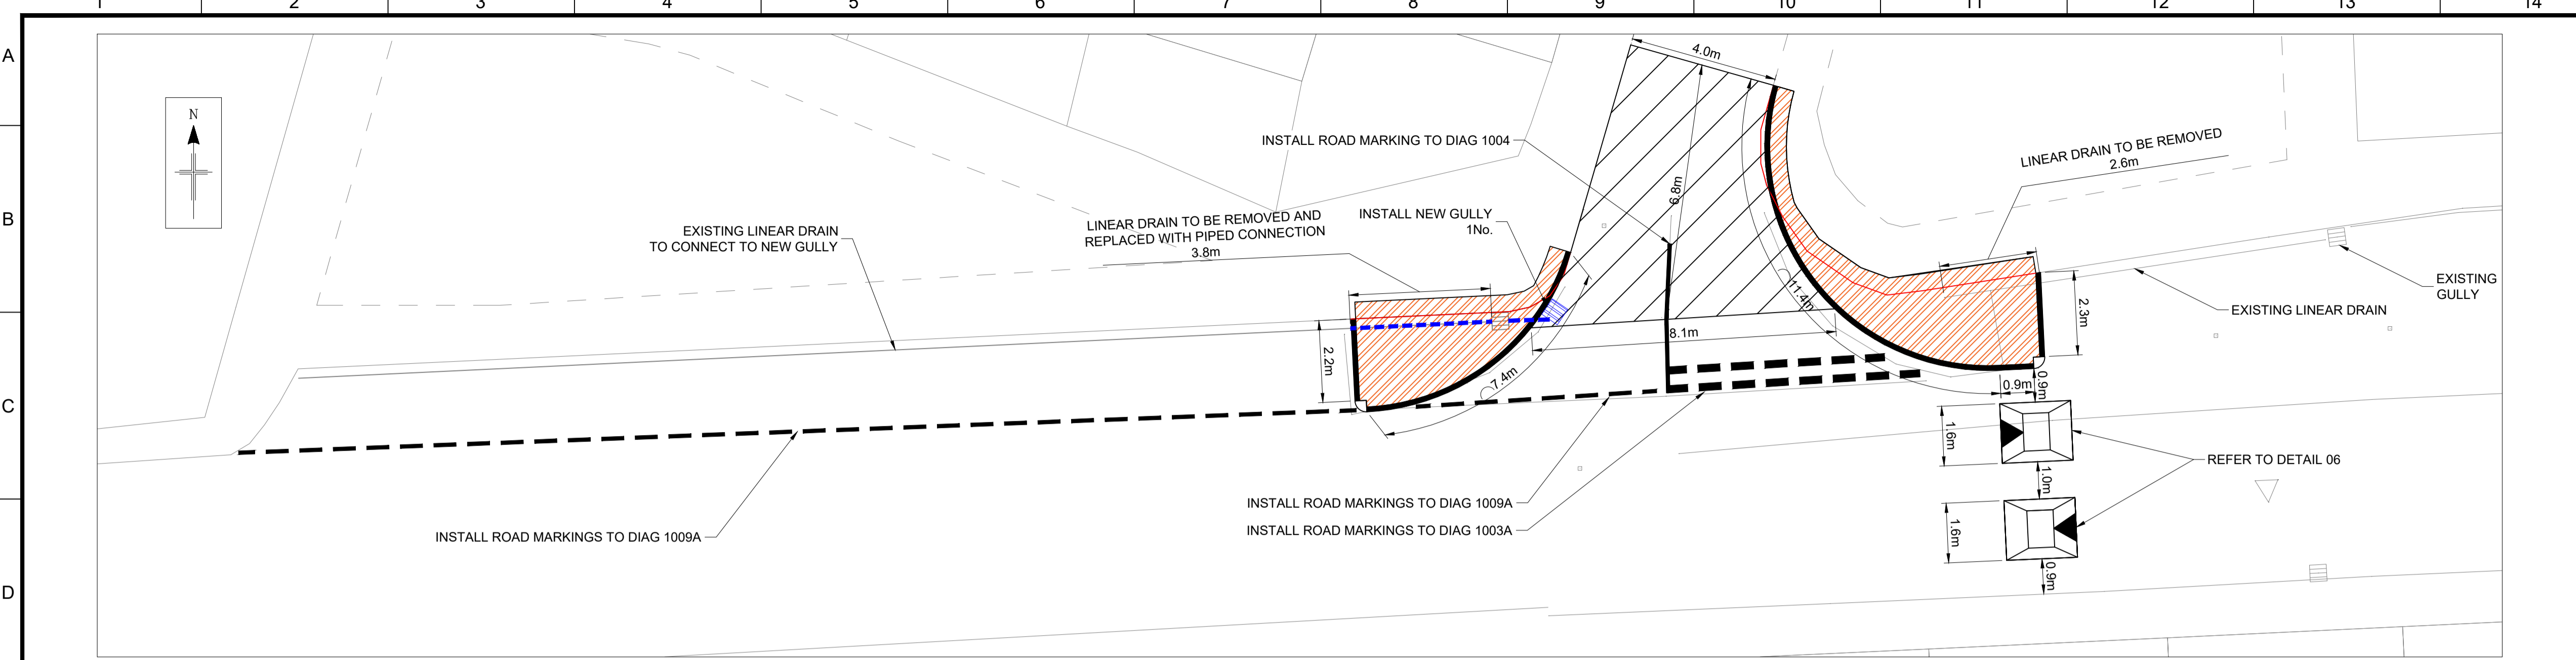 1 2 3 4 5 6 7 8 9 10 11 12 13 14
A
B
C
D
N
4.0m
INSTALL ROAD MARKING TO DIAG 1004
6.8m
LINEAR DRAIN TO BE REMOVED
2.6m
EXISTING LINEAR DRAIN
TO CONNECT TO NEW GULLY
LINEAR DRAIN TO BE REMOVED AND
REPLACED WITH PIPED CONNECTION
3.8m
INSTALL NEW GULLY
1No.
EXISTING
GULLY
EXISTING LINEAR DRAIN
11.4m
2.3m
8.1m
2.2m
7.4m
0.9m
0.9m
1.6m
REFER TO DETAIL 06
1.0m
INSTALL ROAD MARKINGS TO DIAG 1009A
INSTALL ROAD MARKINGS TO DIAG 1003A
INSTALL ROAD MARKINGS TO DIAG 1009A
1.6m
0.9m